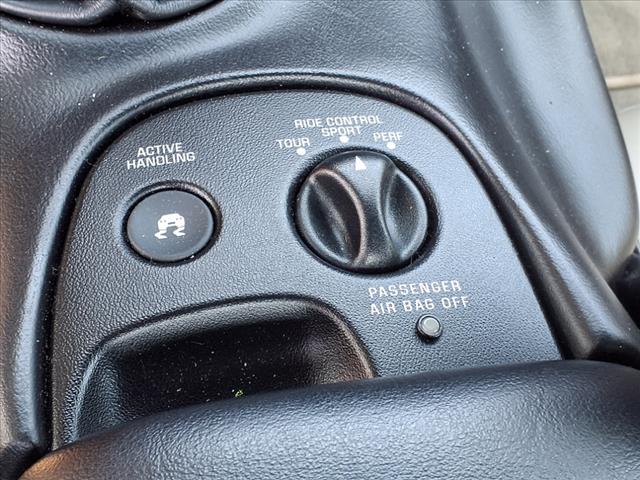 ACTIVE
HANDLING
RIDE CONTROL
TOUR SPORT PERF
PASSENGER
AIR BAG OFF